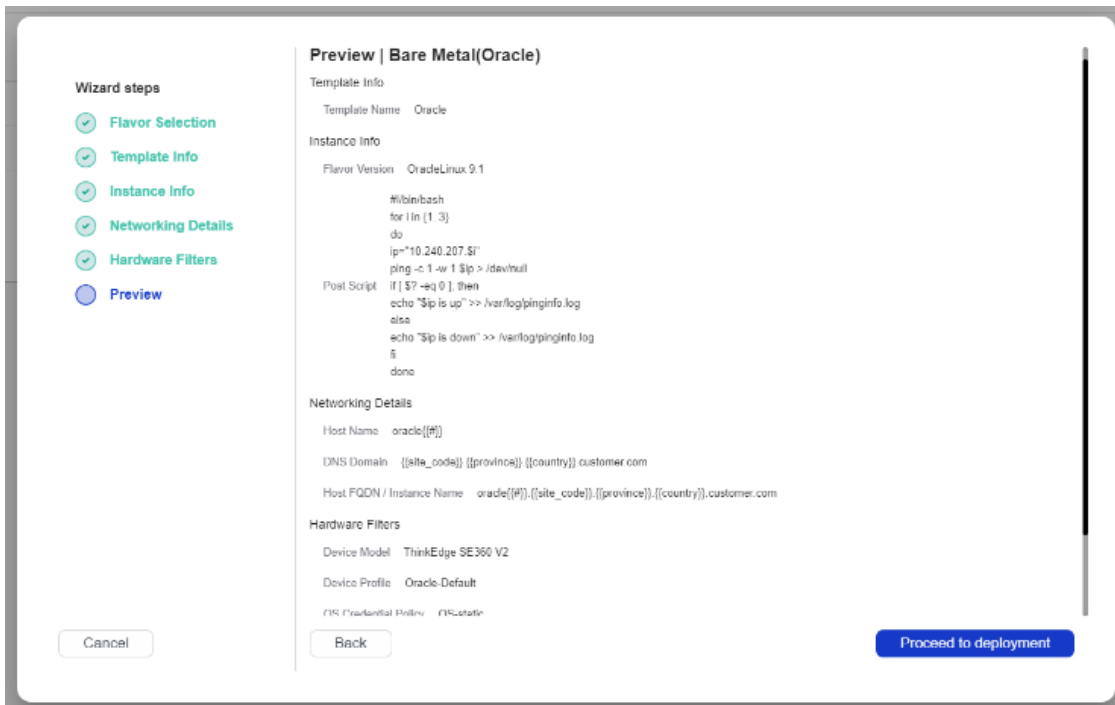 Preview | Bare Metal(Oracle)
Wizard steps
Flavor Selection
Template Info
Instance Info
Networking Details
Hardware Filters
Preview
Template Info
Template Name Oracle
Instance Info
Flavor Version OracleLinux 9.1
Post Script
#!/bin/bash
for i in {1..3}
do
ip="10.240.207.$i"
ping -c 1 -w 1 $ip > /dev/null
if [ $? -eq 0 ]; then
echo "$ip is up" >> /var/log/pinginfo.log
else
echo "$ip is down" >> /var/log/pinginfo.log
fi
done
Networking Details
Host Name oracle{{#}}
DNS Domain {{site_code}}.{{province}}.{{country}}.customer.com
Host FQDN / Instance Name oracle{{#}}.{{site_code}}.{{province}}.{{country}}.customer.com
Hardware Filters
Device Model ThinkEdge SE360 V2
Device Profile Oracle-Default
OS Credential Policy OS-static
Cancel
Back
Proceed to deployment